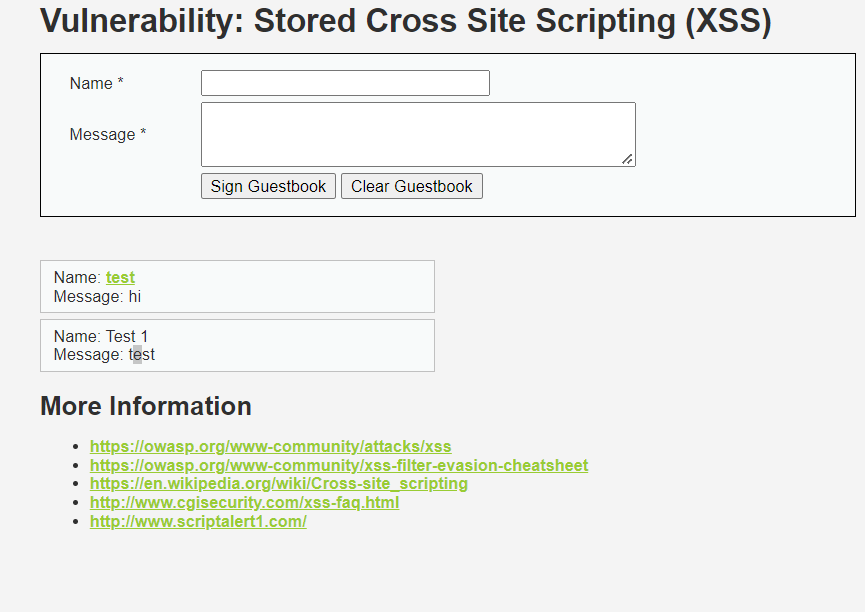 Vulnerability: Stored Cross Site Scripting (XSS)
Name *
Message *
Sign Guestbook Clear Guestbook
Name: test
Message: hi
Name: Test 1
Message: test
More Information
https://owasp.org/www-community/attacks/xss
https://owasp.org/www-community/xss-filter-evasion-cheatsheet
https://en.wikipedia.org/wiki/Cross-site_scripting
http://www.cgisecurity.com/xss-faq.html
http://www.scriptalert1.com/